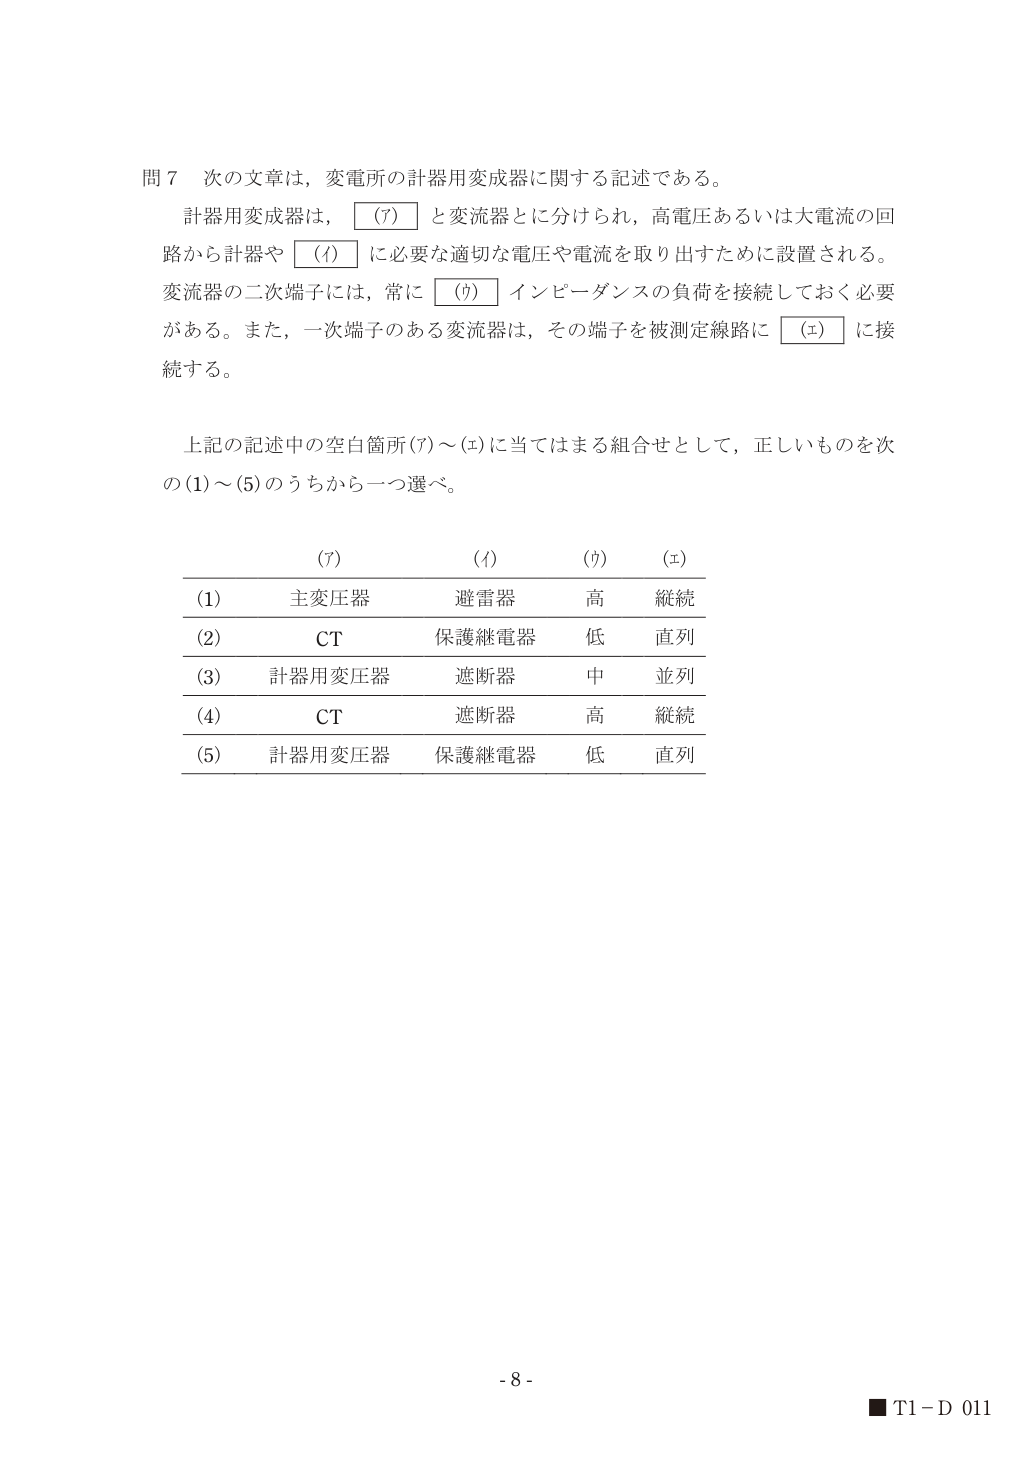 問７　次の文章は，変電所の計器用変成器に関する記述である。
計器用変成器は，（ア）と変流器とに分けられ，高電圧あるいは大電流の回
路から計器や（イ）に必要な適切な電圧や電流を取り出すために設置される。
変流器の二次端子には，常に（ウ）インピーダンスの負荷を接続しておく必要
がある。また，一次端子のある変流器は，その端子を被測定線路に（エ）に接
続する。
上記の記述中の空白箇所(ア)～(エ)に当てはまる組合せとして，正しいものを次
の(1)～(5)のうちから一つ選べ。
(ア) (イ) (ウ) (エ)
(1) 主変圧器 避雷器 高 縦続
(2) CT 保護継電器 低 直列
(3) 計器用変圧器 遮断器 中 並列
(4) CT 遮断器 高 縦続
(5) 計器用変圧器 保護継電器 低 直列
- 8 -
■ T1－D 011